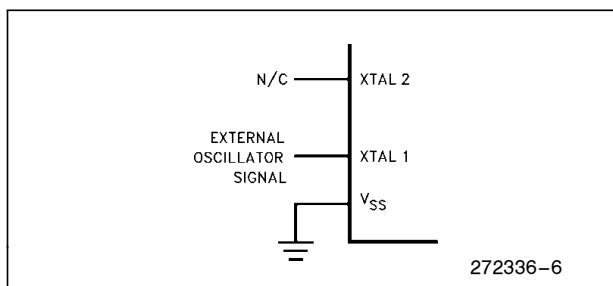 N/C
XTAL 2
EXTERNAL
OSCILLATOR
SIGNAL
XTAL 1
VSS
272336–6